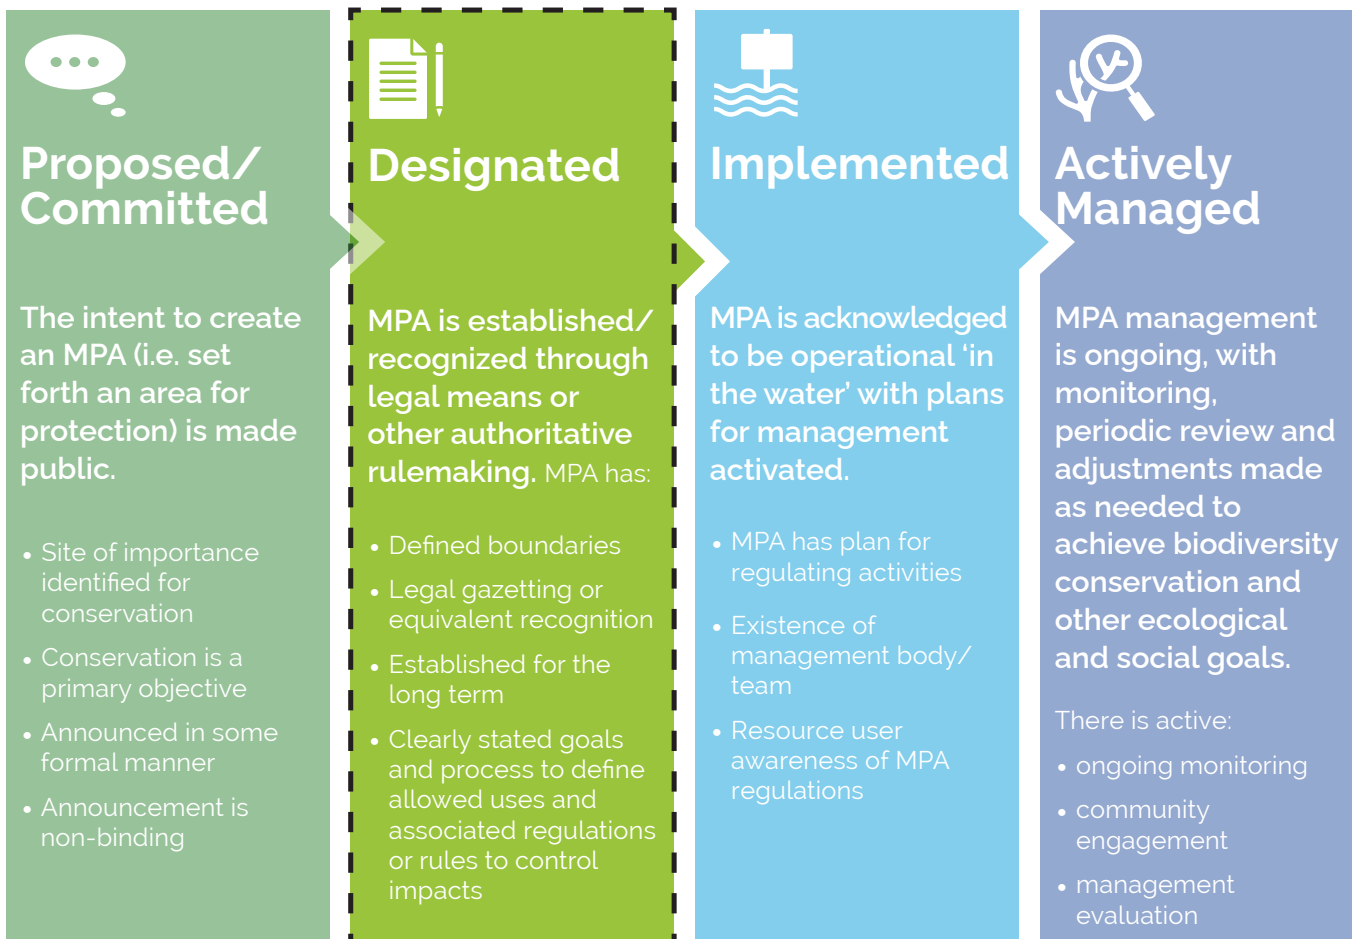 Proposed/
Committed
The intent to create
an MPA (i.e. set
forth an area for
protection) is made
public.
• Site of importance
identified for
conservation
• Conservation is a
primary objective
• Announced in some
formal manner
• Announcement is
non-binding
Designated
MPA is established/
recognized through
legal means or
other authoritative
rulemaking. MPA has:
• Defined boundaries
• Legal gazetting or
equivalent recognition
• Established for the
long term
• Clearly stated goals
and process to define
allowed uses and
associated regulations
or rules to control
impacts
Implemented
MPA is acknowledged
to be operational ‘in
the water’ with plans
for management
activated.
• MPA has plan for
regulating activities
• Existence of
management body/
team
• Resource user
awareness of MPA
regulations
Actively
Managed
MPA management
is ongoing, with
monitoring,
periodic review and
adjustments made
as needed to
achieve biodiversity
conservation and
other ecological
and social goals.
There is active:
• ongoing monitoring
• community
engagement
• management
evaluation